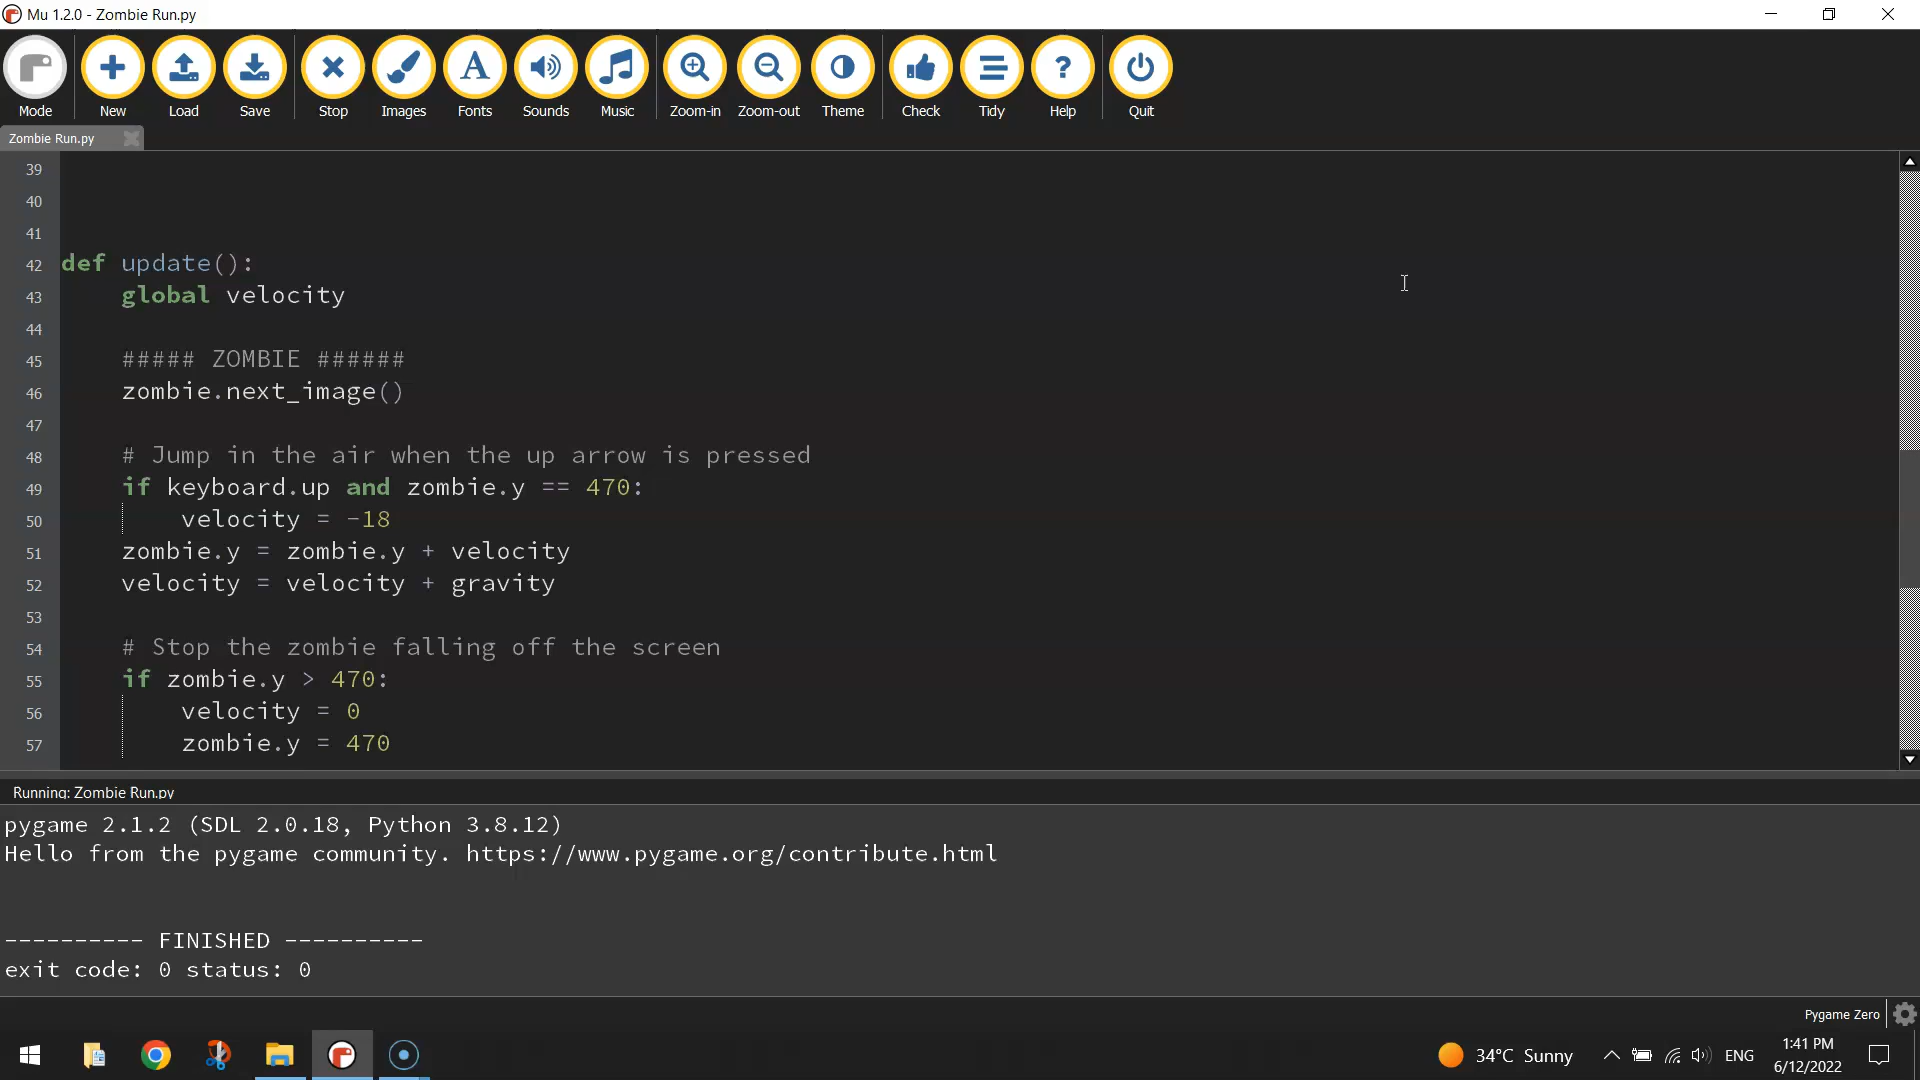 Mu 1.2.0 - Zombie Run.py
Mode New Load Save Stop Images Fonts Sounds Music Zoom-in Zoom-out Theme Check Tidy Help Quit
Zombie Run.py
39
40
41
42 def update():
43 global velocity
44
45 ##### ZOMBIE ######
46 zombie.next_image()
47
48 # Jump in the air when the up arrow is pressed
49 if keyboard.up and zombie.y == 470:
50 velocity = -18
51 zombie.y = zombie.y + velocity
52 velocity = velocity + gravity
53
54 # Stop the zombie falling off the screen
55 if zombie.y > 470:
56 velocity = 0
57 zombie.y = 470
Running: Zombie Run.py
pygame 2.1.2 (SDL 2.0.18, Python 3.8.12)
Hello from the pygame community. https://www.pygame.org/contribute.html
---------- FINISHED ----------
exit code: 0 status: 0
Pygame Zero
34°C Sunny
ENG
1:41 PM
6/12/2022